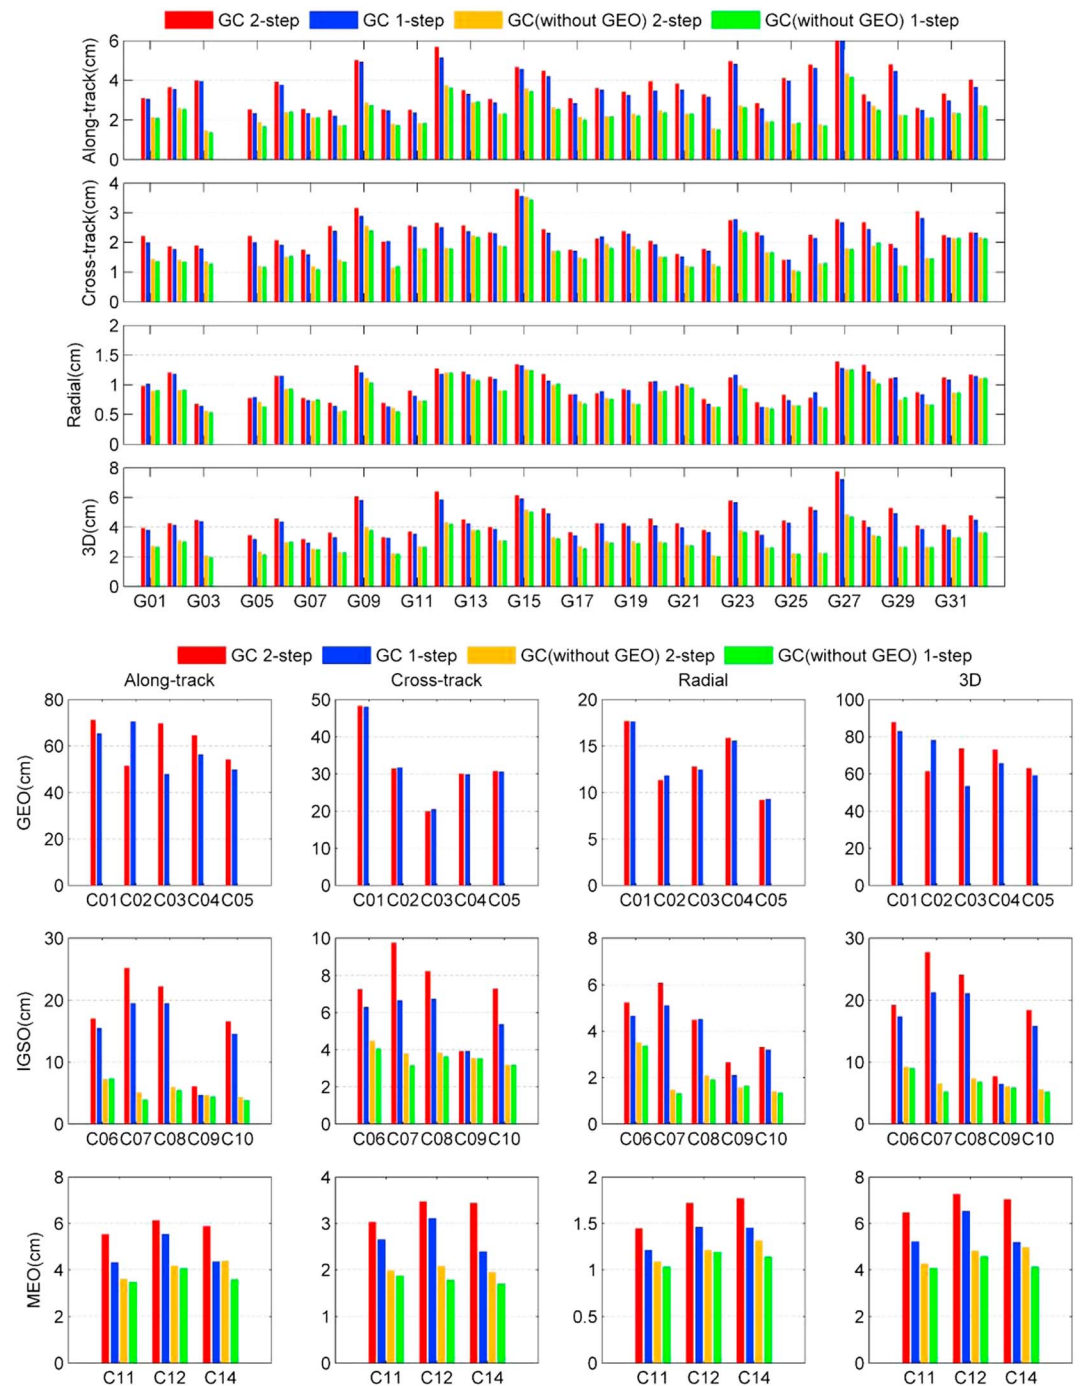 GC 2-step GC 1-step GC(without GEO) 2-step GC(without GEO) 1-step
Along-track(cm)
6
4
2
0
Cross-track(cm)
4
3
2
1
0
Radial(cm)
2
1.5
1
0.5
0
3D(cm)
8
6
4
2
0
G01 G03 G05 G07 G09 G11 G13 G15 G17 G19 G21 G23 G25 G27 G29 G31
GC 2-step GC 1-step GC(without GEO) 2-step GC(without GEO) 1-step
Along-track Cross-track Radial 3D
GEO(cm)
80 50 20 100
60 40 15 80
40 30 10 60
20 20 5 40
0 10 0 20
0 0
C01 C02 C03 C04 C05 C01 C02 C03 C04 C05 C01 C02 C03 C04 C05 C01 C02 C03 C04 C05
IGSO(cm)
30 10 8 30
20 8 6 20
10 6 4 10
0 4 2 0
2 0
0
C06 C07 C08 C09 C10 C06 C07 C08 C09 C10 C06 C07 C08 C09 C10 C06 C07 C08 C09 C10
MEO(cm)
8 4 2 8
6 3 1.5 6
4 2 1 4
2 1 0.5 2
0 0 0 0
C11 C12 C14 C11 C12 C14 C11 C12 C14 C11 C12 C14